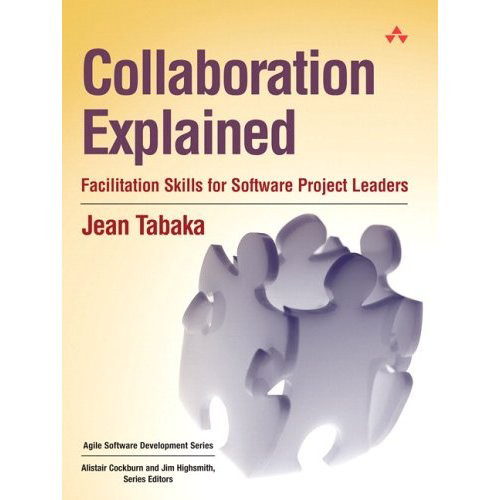 Collaboration
Explained
Facilitation Skills for Software Project Leaders
Jean Tabaka
Agile Software Development Series
Alistair Cockburn and Jim Highsmith,
Series Editors